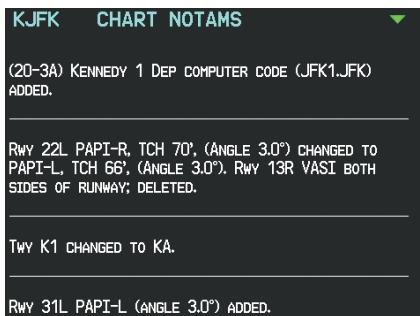 KJFK CHART NOTAMS
(20-3A) KENNEDY 1 DEP COMPUTER CODE (JFK1.JFK)
ADDED.
RWY 22L PAPI-R, TCH 70', (ANGLE 3.0°) CHANGED TO
PAPI-L, TCH 66', (ANGLE 3.0°). RWY 13R VASI BOTH
SIDES OF RUNWAY; DELETED.
TWY K1 CHANGED TO KA.
RWY 31L PAPI-L (ANGLE 3.0°) ADDED.